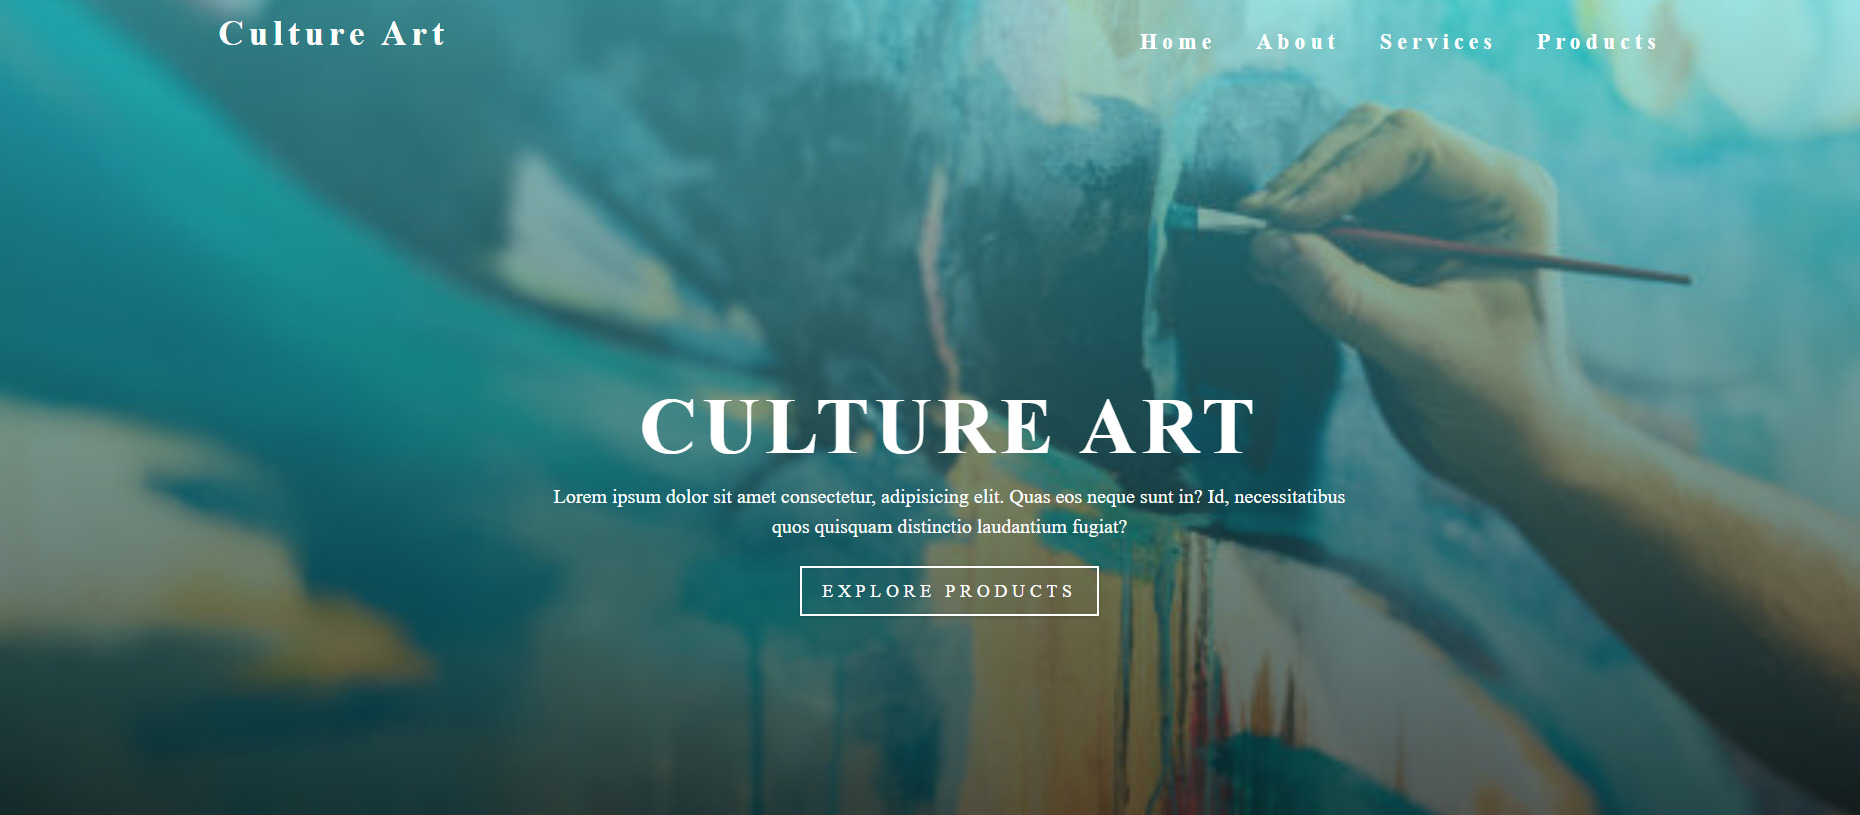 Culture Art
Home About Services Products
CULTURE ART
Lorem ipsum dolor sit amet consectetur, adipisicing elit. Quas eos neque sunt in? Id, necessitatibus
quos quisquam distinctio laudantium fugiat?
EXPLORE PRODUCTS